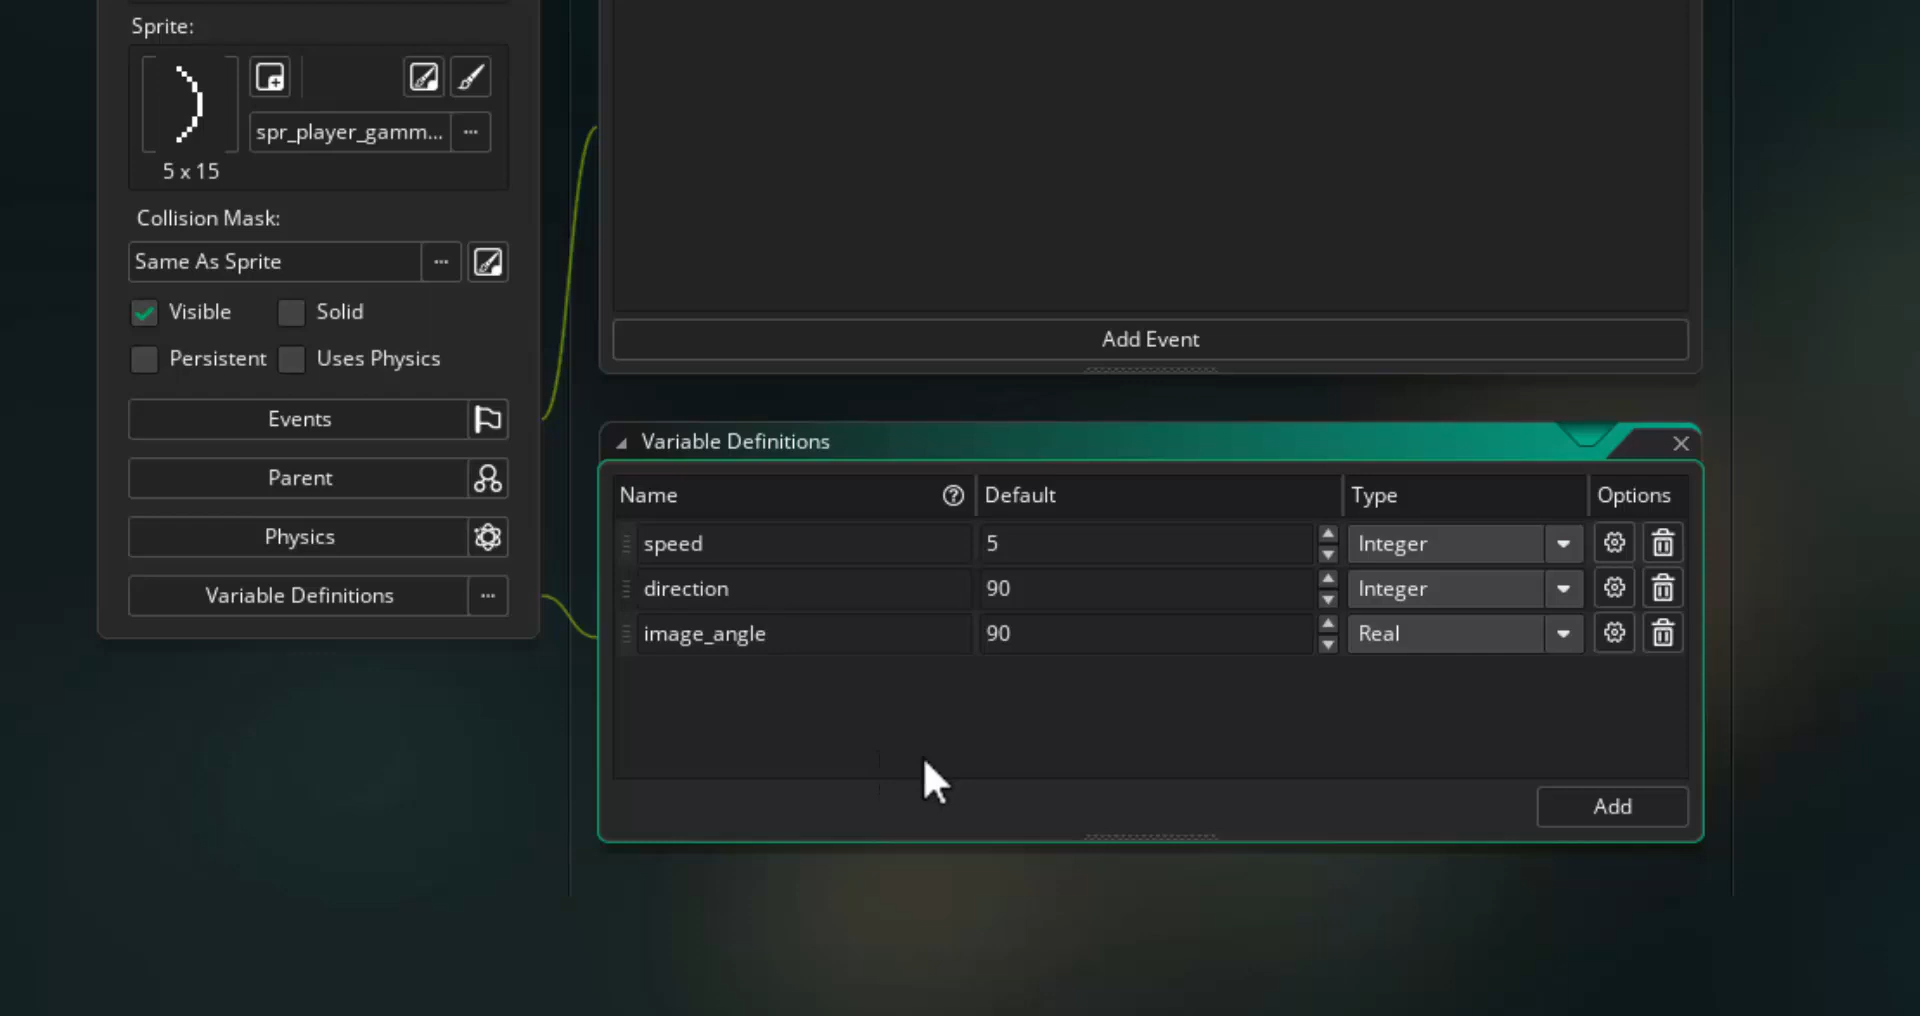 Sprite:
spr_player_gamm...
5 x 15
Collision Mask:
Same As Sprite
Visible
Solid
Persistent
Uses Physics
Events
Parent
Physics
Variable Definitions
Add Event
Variable Definitions
Name
Default
Type
Options
speed
5
Integer
direction
90
Integer
image_angle
90
Real
Add